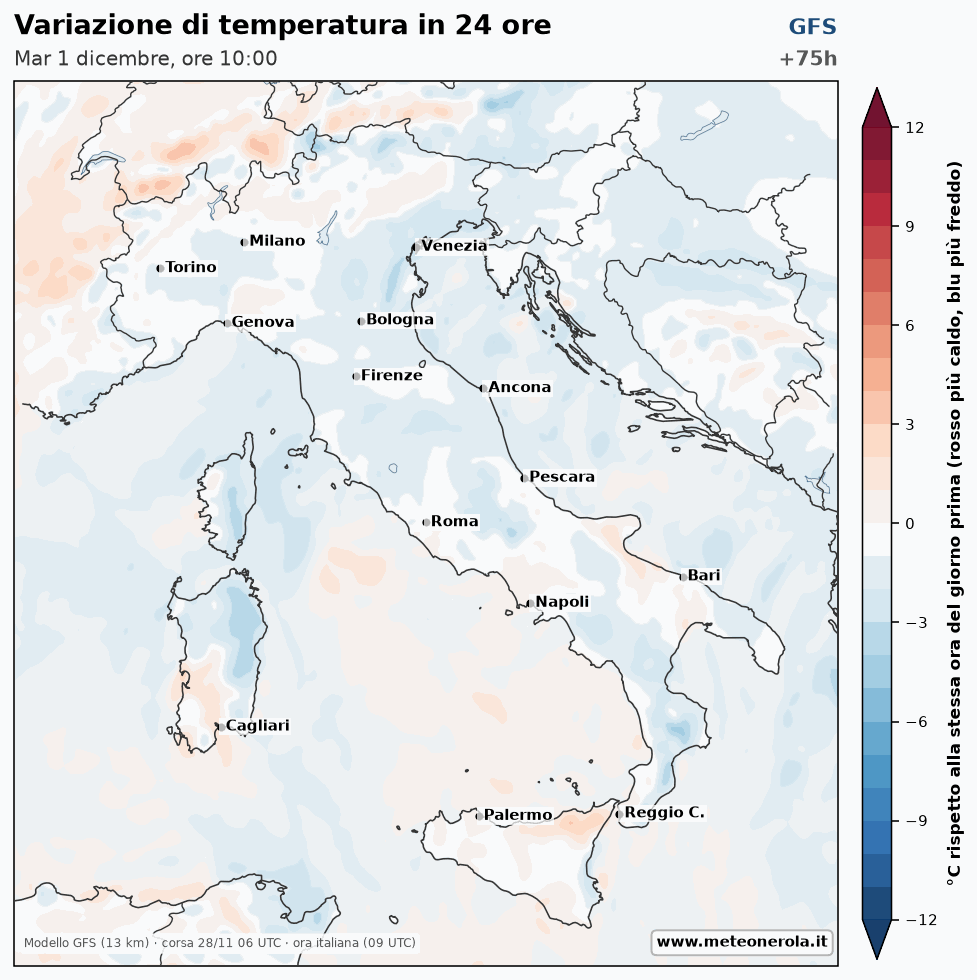 Variazione di temperatura in 24 ore
GFS
Mar 1 dicembre, ore 10:00
+75h
Milano
Venezia
Torino
Genova
Bologna
Firenze
Ancona
Pescara
Roma
Bari
Napoli
Cagliari
Palermo
Reggio C.
12
9
6
3
0
−3
−6
−9
−12
°C rispetto alla stessa ora del giorno prima (rosso più caldo, blu più freddo)
Modello GFS (13 km) · corsa 28/11 06 UTC · ora italiana (09 UTC)
www.meteonerola.it